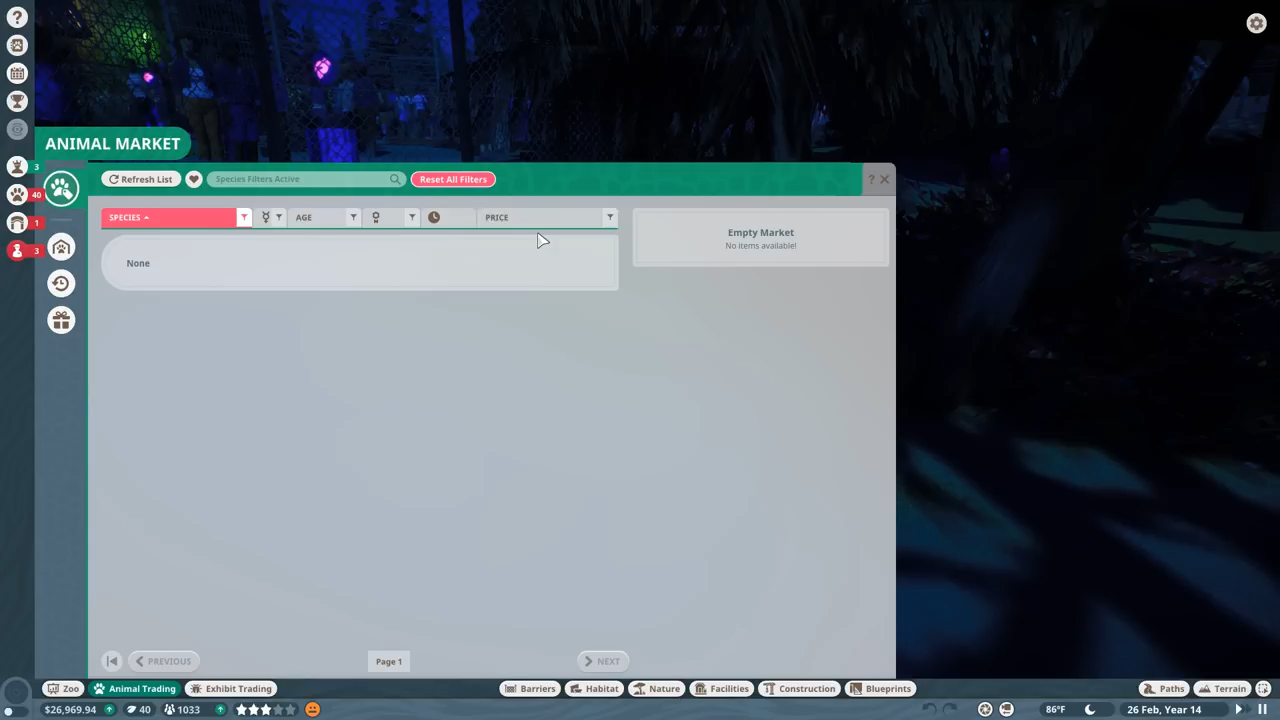 ?
ANIMAL MARKET
Refresh List
Species Filters Active
Reset All Filters
?
3
40
1
3
SPECIES
AGE
PRICE
None
Empty Market
No items available!
PREVIOUS
Page 1
NEXT
Zoo
Animal Trading
Exhibit Trading
Barriers
Habitat
Nature
Facilities
Construction
Blueprints
Paths
Terrain
$26,969.94
40
1033
86°F
26 Feb, Year 14